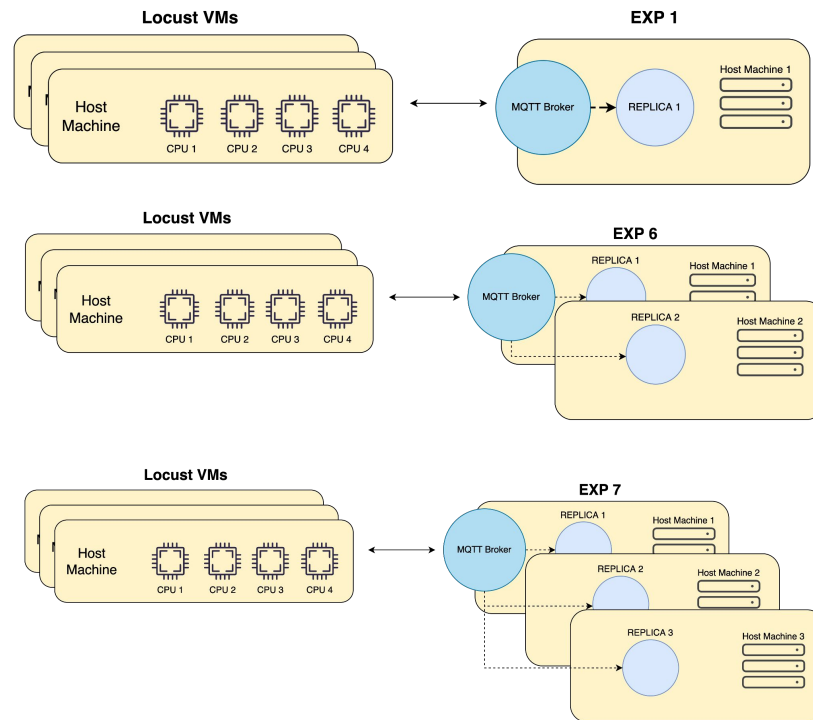 Locust VMs
EXP 1
Host
Machine
CPU 1
CPU 2
CPU 3
CPU 4
MQTT Broker
REPLICA 1
Host Machine 1
Locust VMs
EXP 6
Host
Machine
CPU 1
CPU 2
CPU 3
CPU 4
MQTT Broker
REPLICA 1
Host Machine 1
REPLICA 2
Host Machine 2
Locust VMs
EXP 7
Host
Machine
CPU 1
CPU 2
CPU 3
CPU 4
MQTT Broker
REPLICA 1
Host Machine 1
REPLICA 2
Host Machine 2
REPLICA 3
Host Machine 3